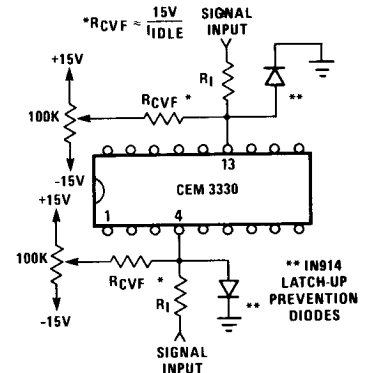 *RCVF ≈ 15V / IIDLE
SIGNAL
INPUT
+15V
RI
RCVF *
**
100K
-15V
13
CEM 3330
1
4
+15V
100K
RCVF *
RI
**
-15V
** IN914
LATCH-UP
PREVENTION
DIODES
SIGNAL
INPUT